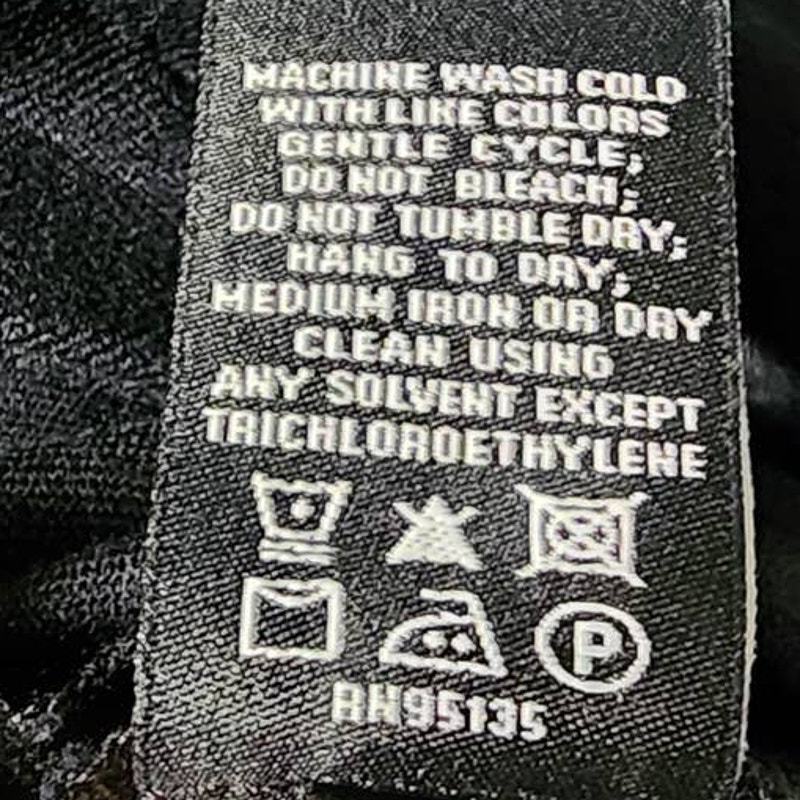 MACHINE WASH COLD
WITH LIKE COLORS
GENTLE CYCLE;
DO NOT BLEACH;
DO NOT TUMBLE DRY;
HANG TO DRY;
MEDIUM IRON OR DRY
CLEAN USING
ANY SOLVENT EXCEPT
TRICHLOROETHYLENE
P
RN95135